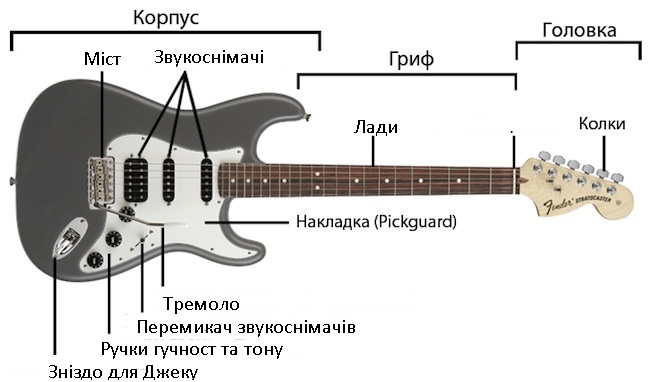 Корпус
Головка
Міст
Звукоснімачі
Гриф
Лади
.
Колки
Fender STRATOCASTER
Накладка (Pickguard)
Тремоло
Перемикач звукоснімачів
Ручки гучност та тону
Зніздо для Джеку